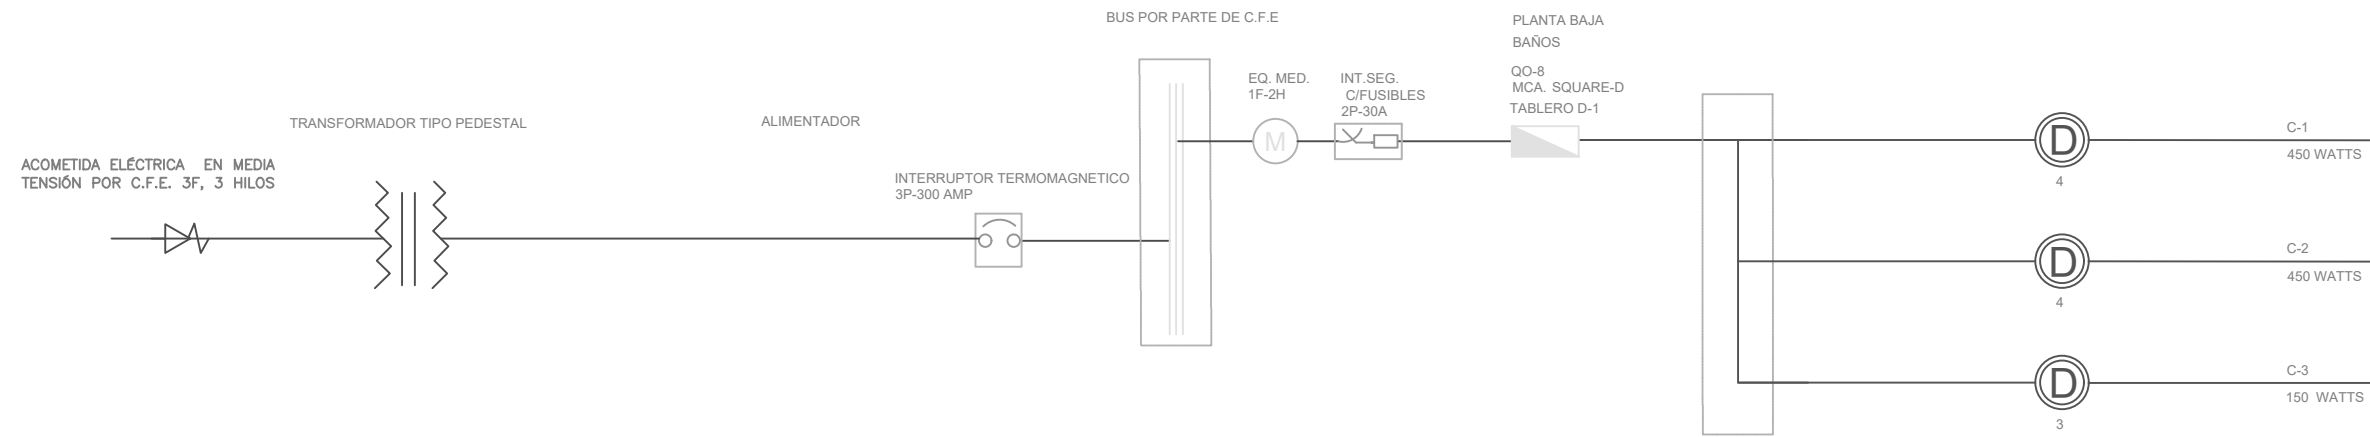 BUS POR PARTE DE C.F.E
PLANTA BAJA
BAÑOS
QO-8
MCA. SQUARE-D
TABLERO D-1
EQ. MED.
1F-2H
INT.SEG.
C/FUSIBLES
2P-30A
TRANSFORMADOR TIPO PEDESTAL
ALIMENTADOR
ACOMETIDA ELÉCTRICA EN MEDIA
TENSIÓN POR C.F.E. 3F, 3 HILOS
INTERRUPTOR TERMOMAGNETICO
3P-300 AMP
M
D
4
C-1
450 WATTS
D
4
C-2
450 WATTS
D
3
C-3
150 WATTS